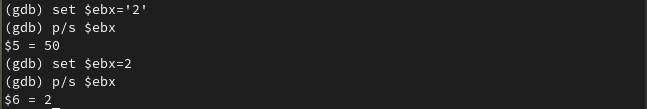 (gdb) set $ebx='2'
(gdb) p/s $ebx
$5 = 50
(gdb) set $ebx=2
(gdb) p/s $ebx
$6 = 2